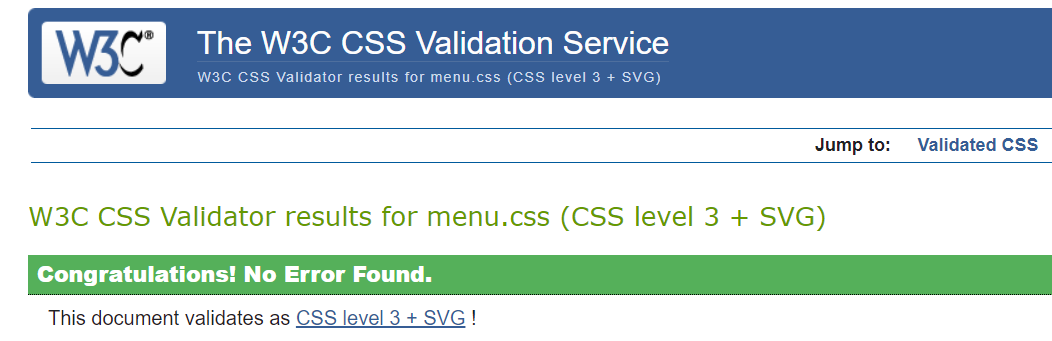 W3C® The W3C CSS Validation Service
W3C CSS Validator results for menu.css (CSS level 3 + SVG)
Jump to: Validated CSS
W3C CSS Validator results for menu.css (CSS level 3 + SVG)
Congratulations! No Error Found.
This document validates as CSS level 3 + SVG !